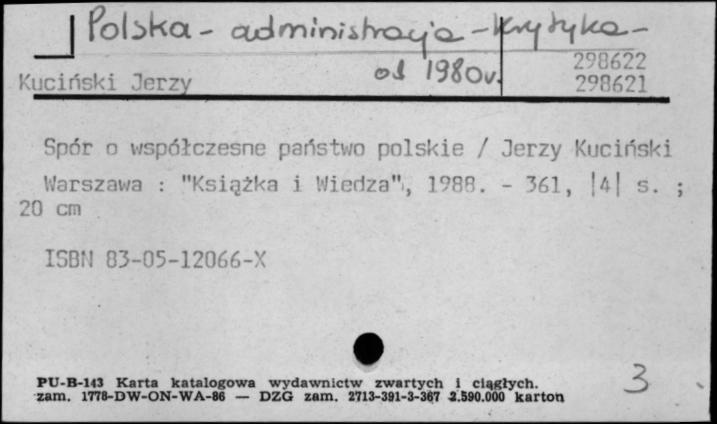 Polska - administracja - krytyka -
od 1980r.
298622
Kuciński Jerzy
298621
Spór o współczesne państwo polskie / Jerzy Kuciński
Warszawa : "Książka i Wiedza", 1988. - 361, |4| s. ;
20 cm
ISBN 83-05-12066-X
PU-B-143 Karta katalogowa wydawnictw zwartych i ciągłych.
zam. 1778-DW-ON-WA-86 — DZG zam. 2713-391-3-367 2.590.000 karton
3